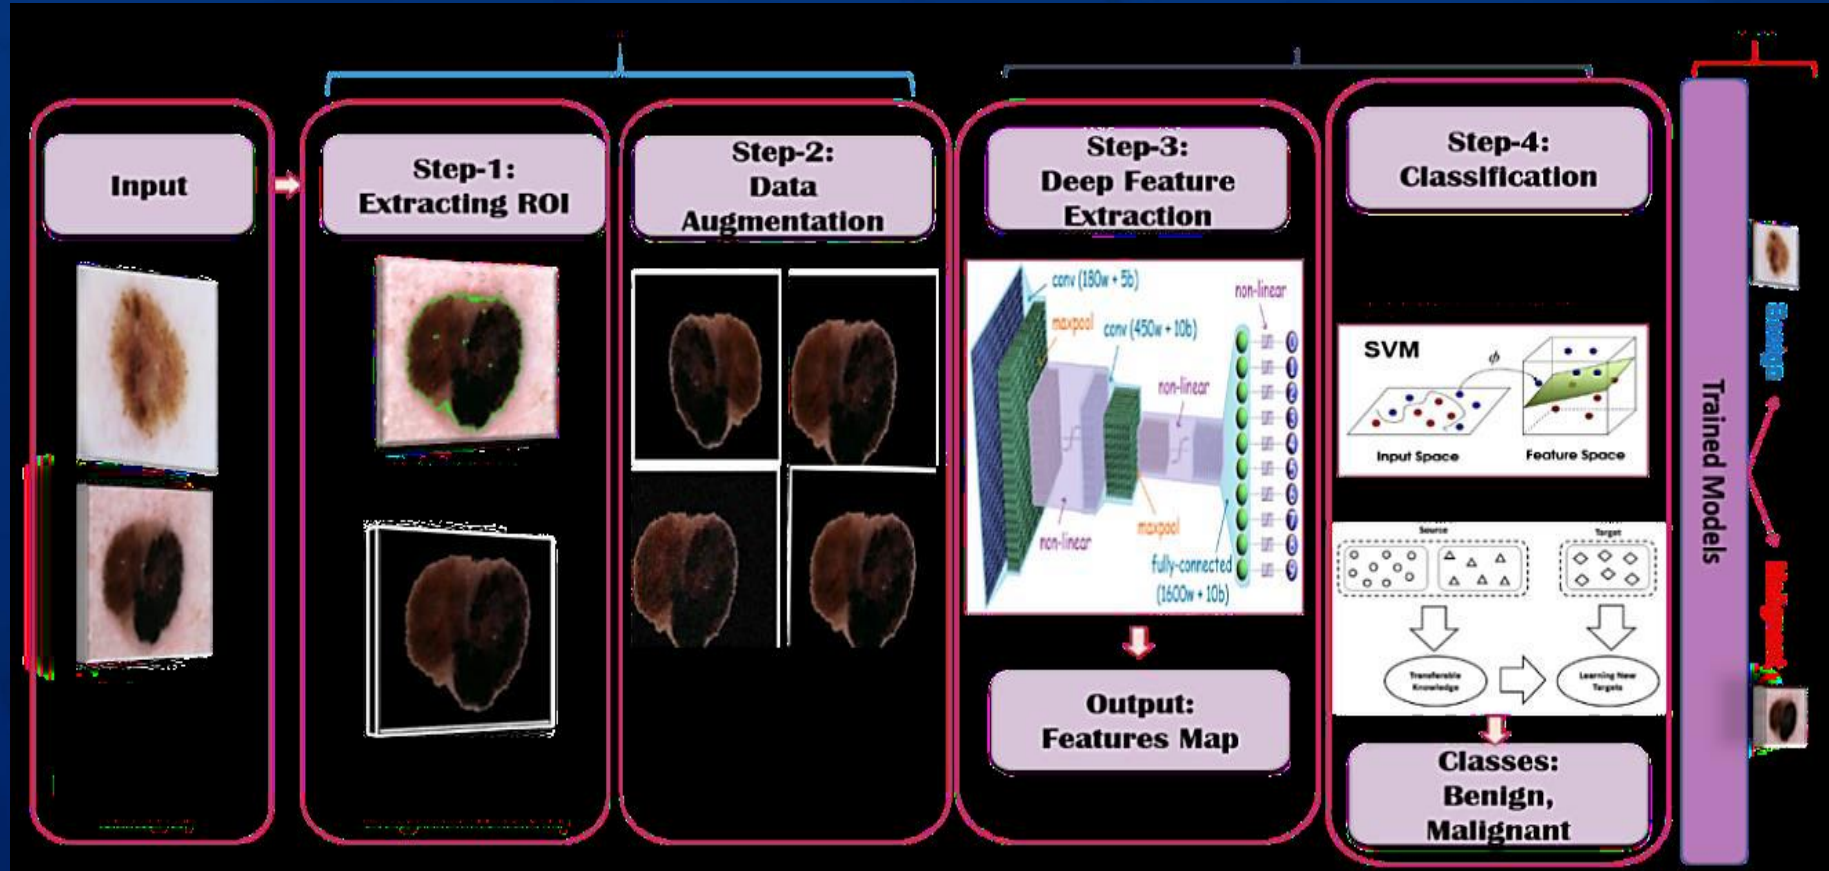 Input
Step-1:
Extracting ROI
Step-2:
Data
Augmentation
Step-3:
Deep Feature
Extraction
conv (180w + 5b)
non-linear
maxpool
conv (450w + 10b)
non-linear
0
1
2
3
4
5
6
7
8
9
non-linear
maxpool
fully-connected
(1600w + 10b)
Output:
Features Map
Step-4:
Classification
SVM
ϕ
Input Space
Feature Space
Source
Target
Transferable
Knowledge
Learning New
Targets
Classes:
Benign,
Malignant
Trained Models
Benign
Malignant